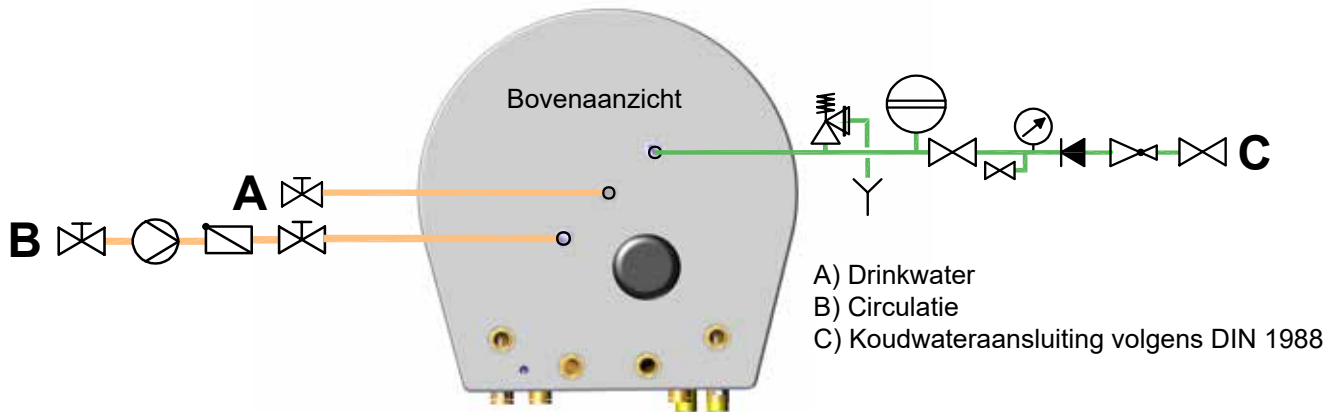 Bovenaanzicht
A
B
C
A) Drinkwater
B) Circulatie
C) Koudwateraansluiting volgens DIN 1988